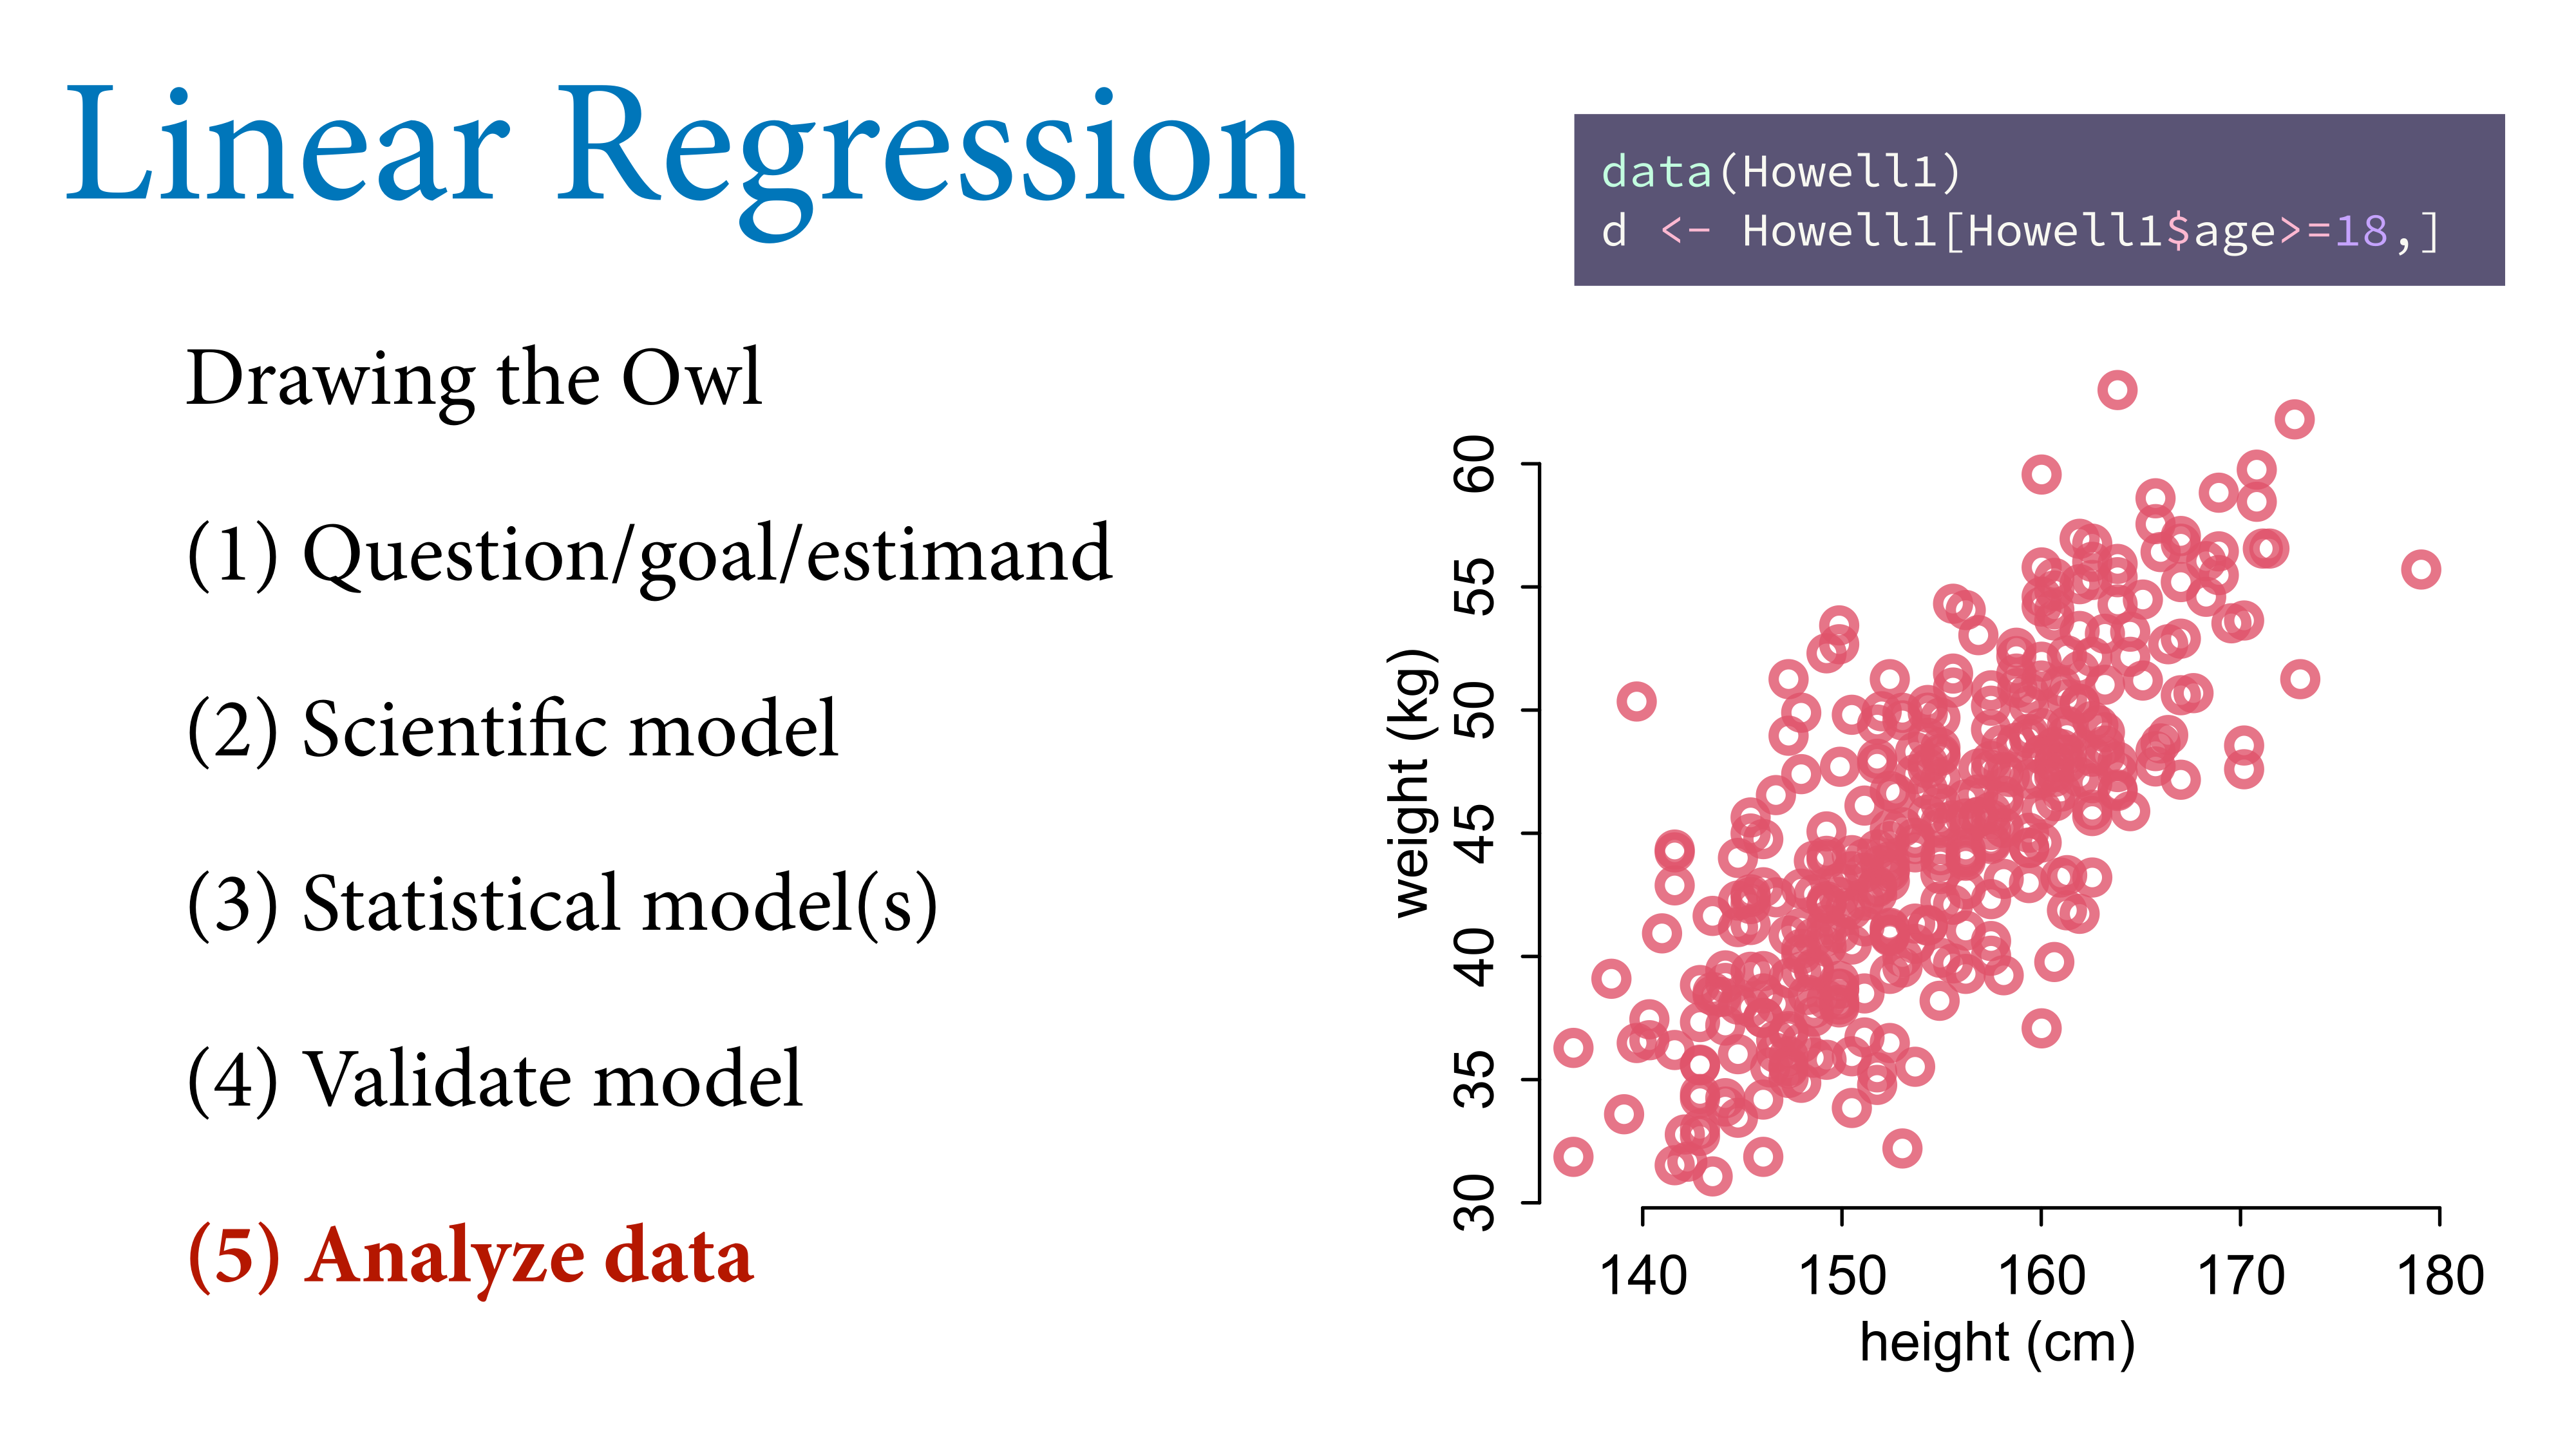 Linear Regression
data(Howell1)
d <- Howell1[Howell1$age>=18,]
Drawing the Owl
(1) Question/goal/estimand
(2) Scientific model
(3) Statistical model(s)
(4) Validate model
(5) Analyze data
weight (kg)
60
55
50
45
40
35
30
140 150 160 170 180
height (cm)